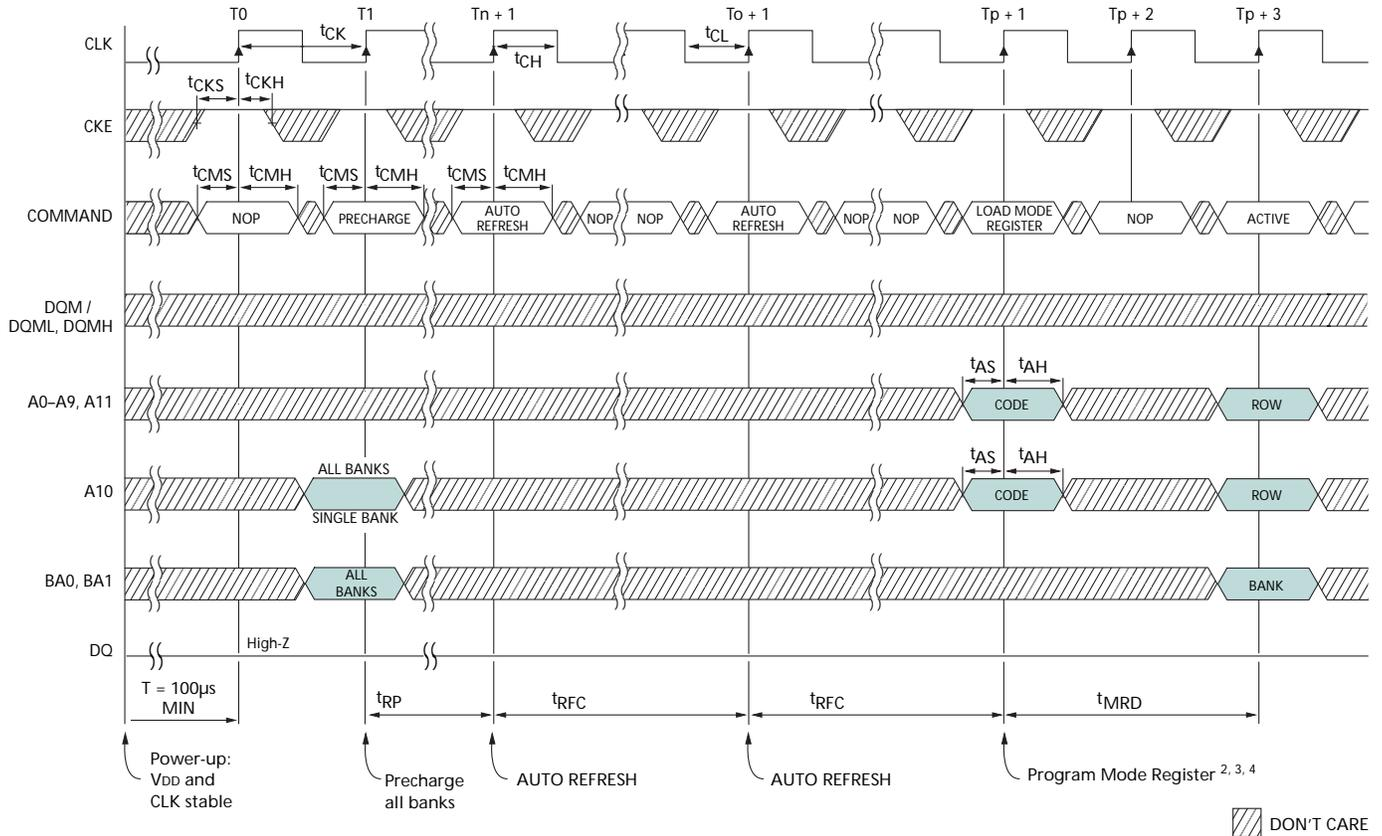 T0 T1 Tn + 1 To + 1 Tp + 1 Tp + 2 Tp + 3
CLK tCK tCH tCL
tCKS tCKH
CKE
tCMS tCMH tCMS tCMH tCMS tCMH
COMMAND NOP PRECHARGE AUTO REFRESH NOP NOP AUTO REFRESH NOP NOP LOAD MODE REGISTER NOP ACTIVE
DQM /
DQML, DQMH
tAS tAH
A0–A9, A11 CODE ROW
ALL BANKS tAS tAH
A10 CODE ROW
SINGLE BANK
BA0, BA1 ALL BANKS BANK
DQ High-Z
T = 100µs
MIN
tRP tRFC tRFC tMRD
Power-up:
VDD and
CLK stable
Precharge
all banks
AUTO REFRESH
AUTO REFRESH
Program Mode Register 2, 3, 4
DON'T CARE